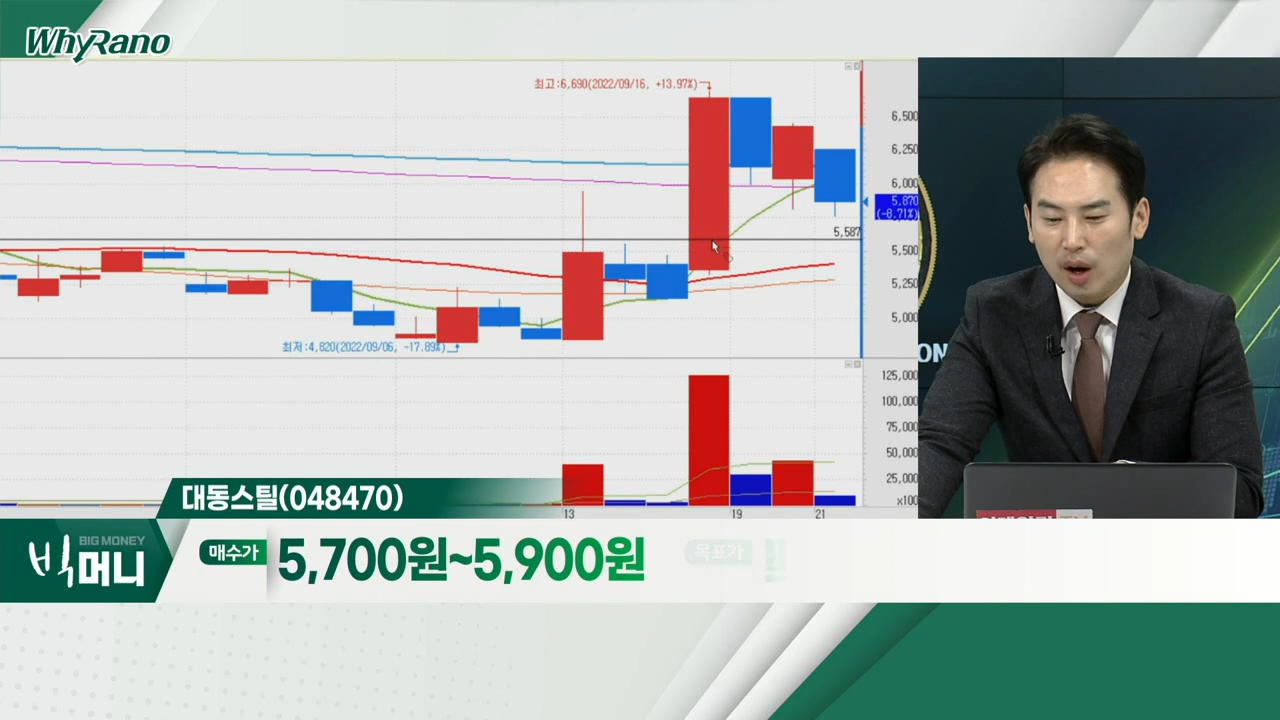 WhyRano
최고:6,690(2022/09/16, +13.97%)
6,500
6,250
6,000
5,870
(-8.71%)
5,587
5,500
5,250
5,000
최저:4,820(2022/09/06, -17.89%)
125,000
100,000
75,000
50,000
25,000
x100
13
19
21
ON
대동스틸(048470)
BIG MONEY
빅머니
매수가
5,700원~5,900원
목표가